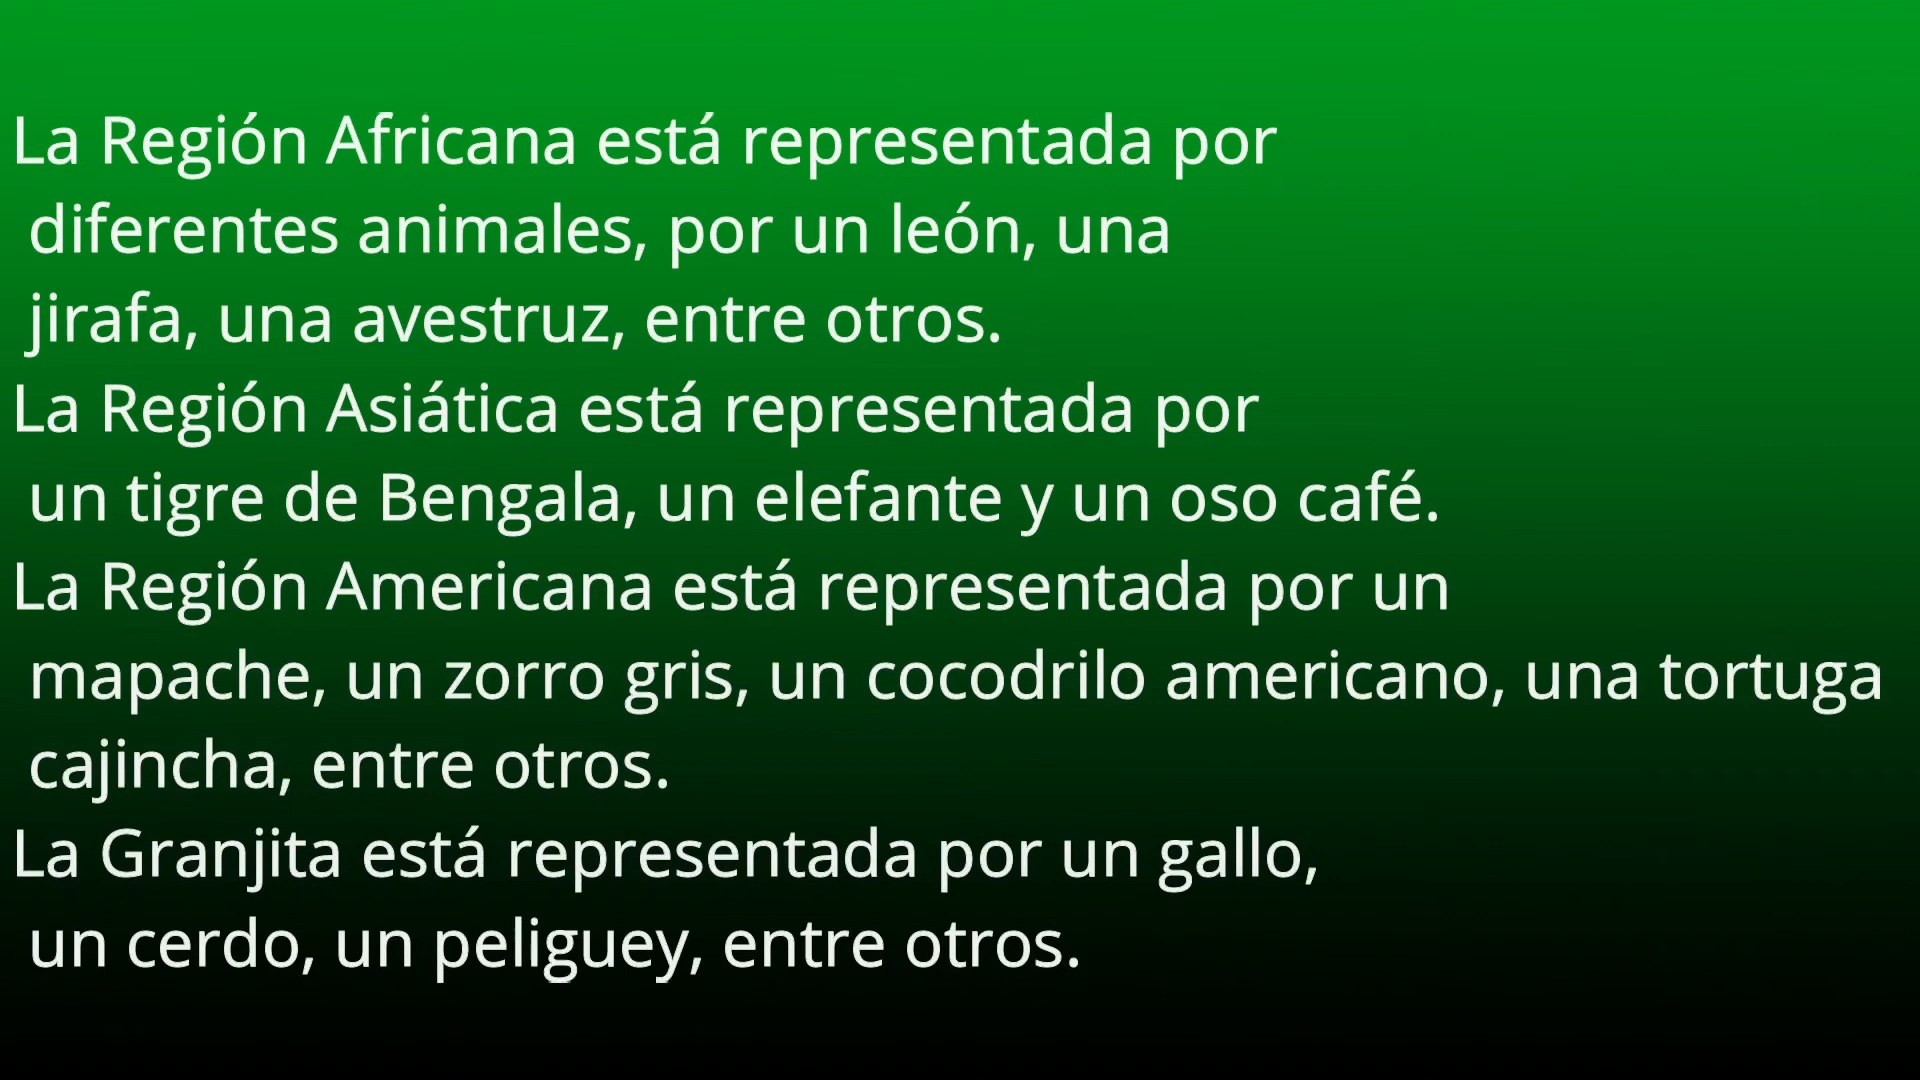 La Región Africana está representada por
diferentes animales, por un león, una
jirafa, una avestruz, entre otros.
La Región Asiática está representada por
un tigre de Bengala, un elefante y un oso café.
La Región Americana está representada por un
mapache, un zorro gris, un cocodrilo americano, una tortuga
cajincha, entre otros.
La Granjita está representada por un gallo,
un cerdo, un peliguey, entre otros.